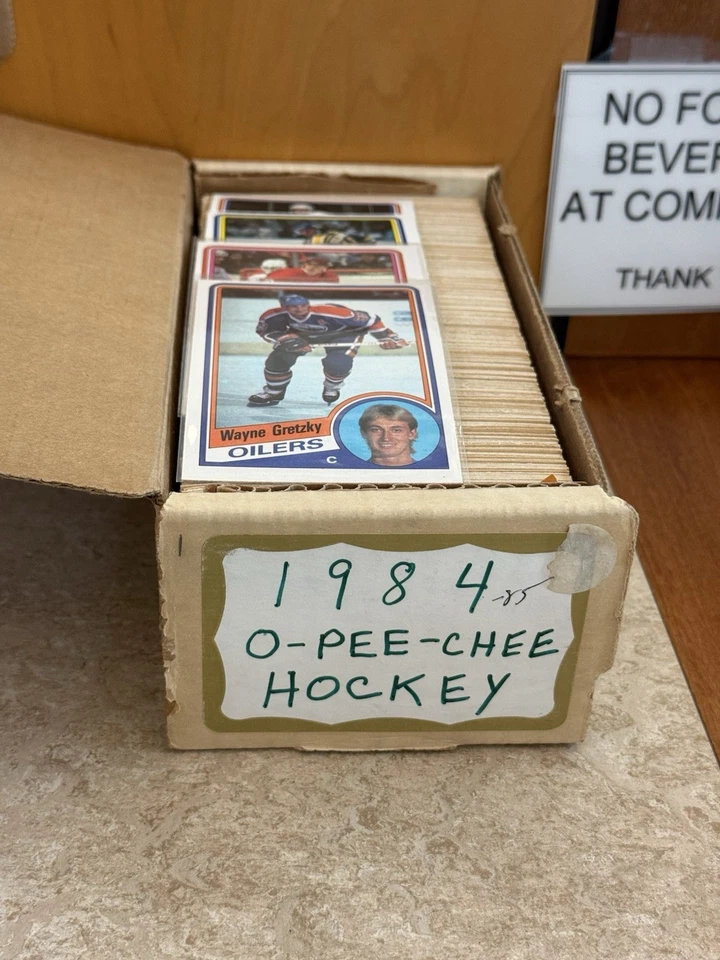 NO FO
BEVER
AT COM
THANK
Wayne Gretzky
OILERS
C
1984-85
O-PEE-CHEE
HOCKEY